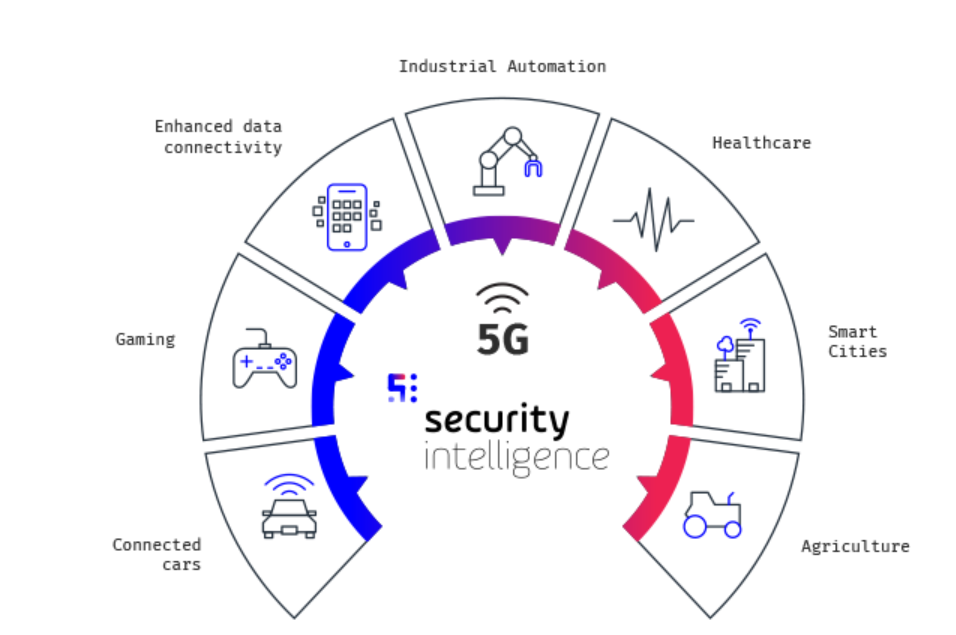 Industrial Automation
Enhanced data
connectivity
Healthcare
Gaming
5G
Smart
Cities
security
intelligence
Connected
cars
Agriculture